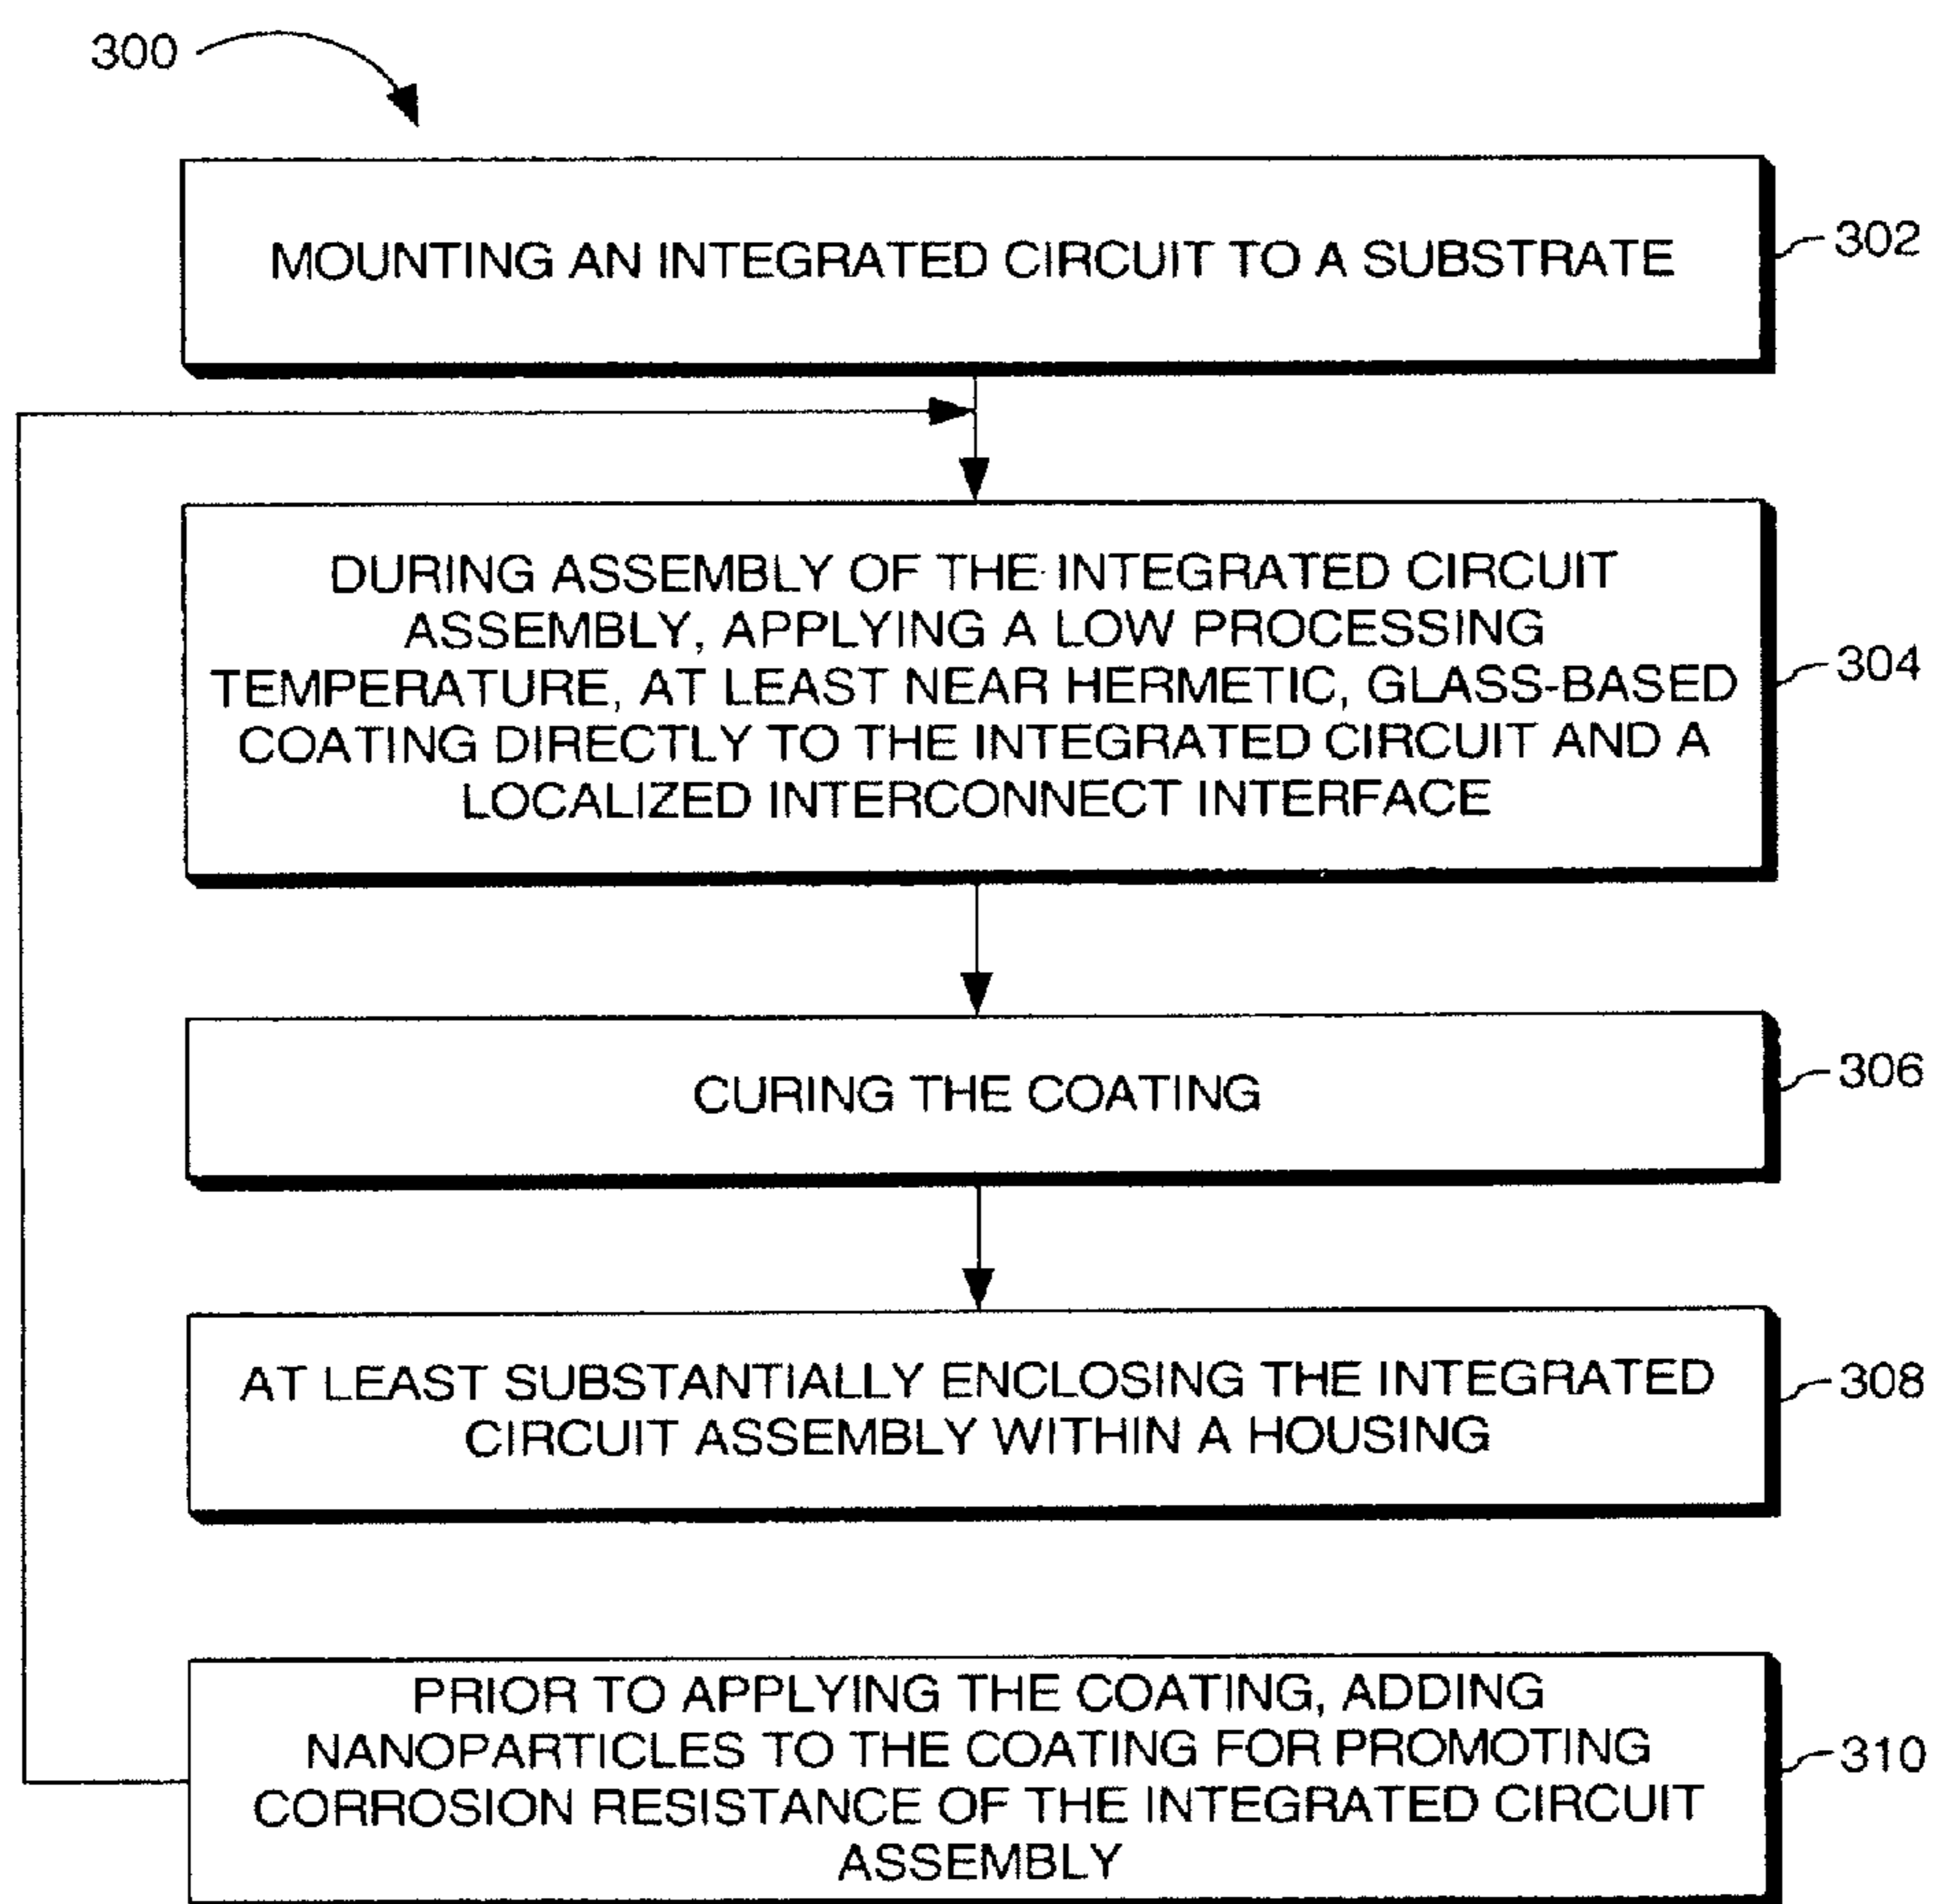 300
MOUNTING AN INTEGRATED CIRCUIT TO A SUBSTRATE
302
DURING ASSEMBLY OF THE INTEGRATED CIRCUIT
ASSEMBLY, APPLYING A LOW PROCESSING
TEMPERATURE, AT LEAST NEAR HERMETIC, GLASS-BASED
COATING DIRECTLY TO THE INTEGRATED CIRCUIT AND A
LOCALIZED INTERCONNECT INTERFACE
304
CURING THE COATING
306
AT LEAST SUBSTANTIALLY ENCLOSING THE INTEGRATED
CIRCUIT ASSEMBLY WITHIN A HOUSING
308
PRIOR TO APPLYING THE COATING, ADDING
NANOPARTICLES TO THE COATING FOR PROMOTING
CORROSION RESISTANCE OF THE INTEGRATED CIRCUIT
ASSEMBLY
310